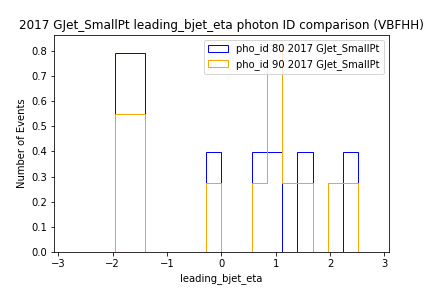 2017 GJet_SmallPt leading_bjet_eta photon ID comparison (VBFHH)
pho_id 80 2017 GJet_SmallPt
pho_id 90 2017 GJet_SmallPt
Number of Events
0.8
0.7
0.6
0.5
0.4
0.3
0.2
0.1
0.0
−3 −2 −1 0 1 2 3
leading_bjet_eta